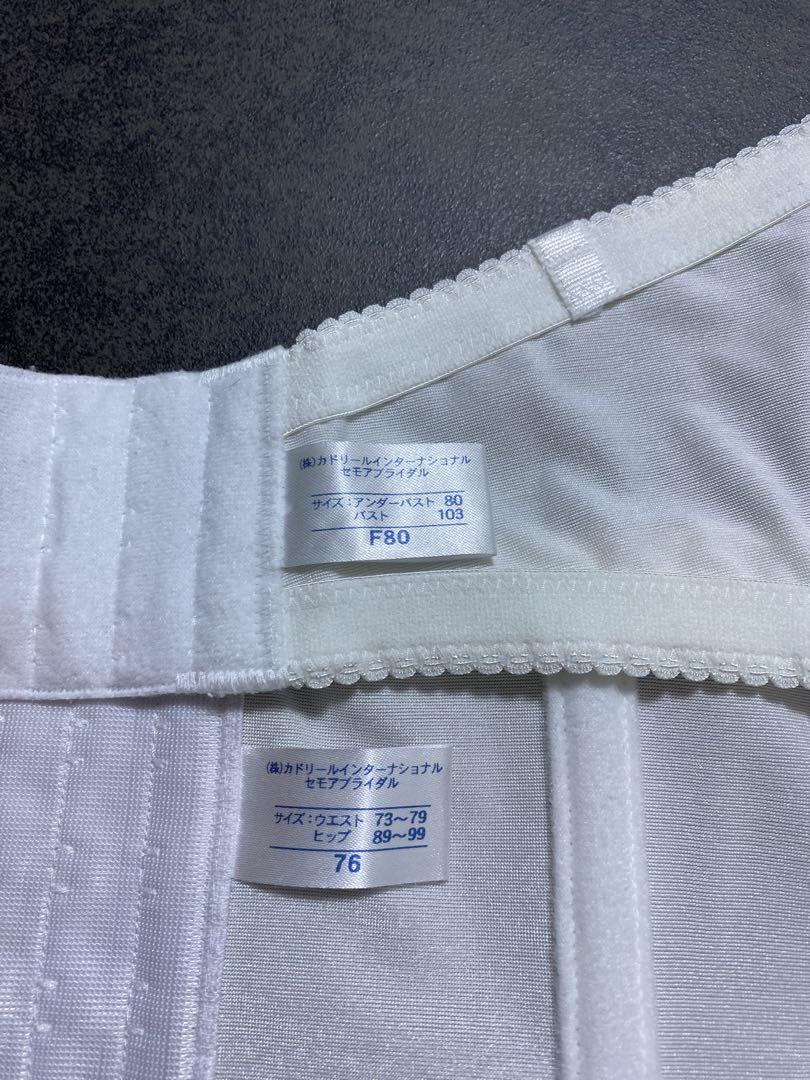 (株)カドリールインターナショナル
セモアブライダル
サイズ：アンダーバスト 80
バスト 103
F80
(株)カドリールインターナショナル
セモアブライダル
サイズ：ウエスト 73〜79
ヒップ 89〜99
76